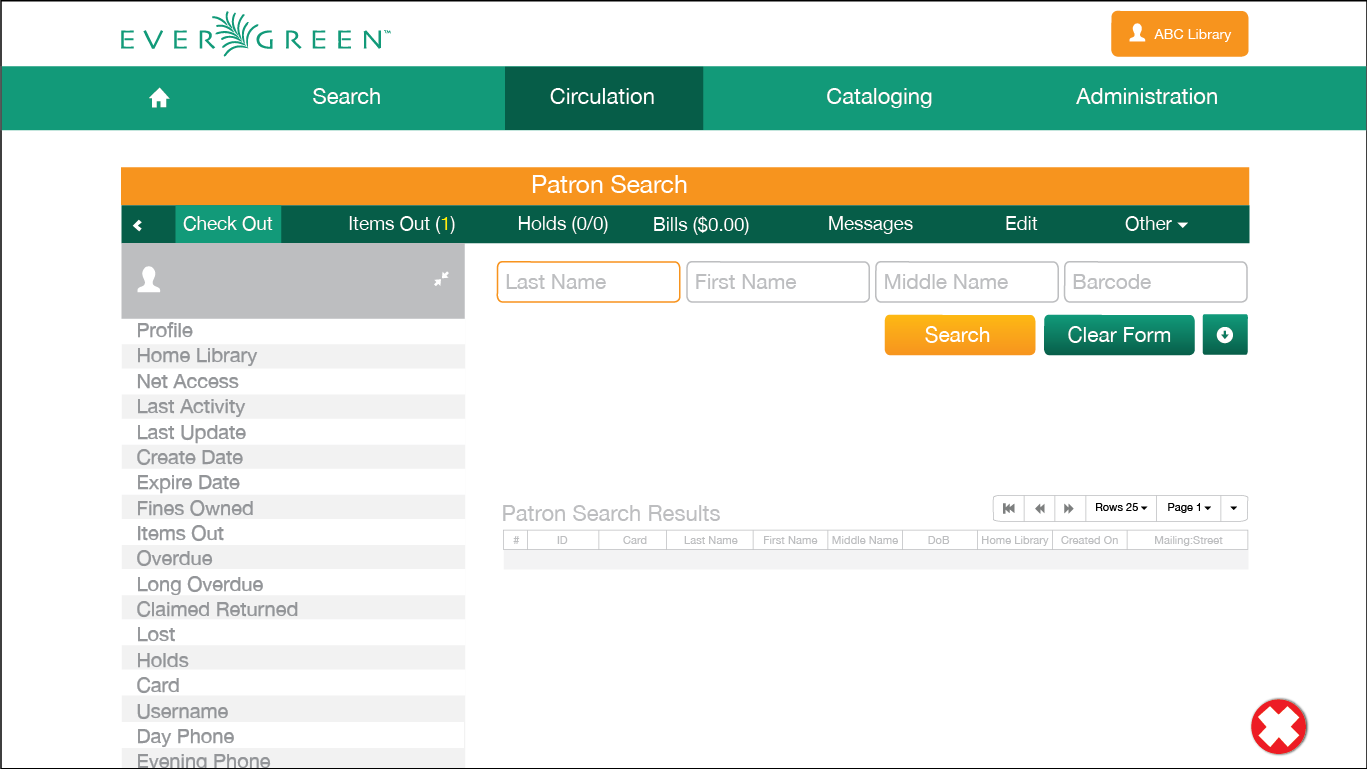 EVERGREEN™
ABC Library
Search
Circulation
Cataloging
Administration
Patron Search
Check Out
Items Out (1)
Holds (0/0)
Bills ($0.00)
Messages
Edit
Other
Last Name
First Name
Middle Name
Barcode
Search
Clear Form
Profile
Home Library
Net Access
Last Activity
Last Update
Create Date
Expire Date
Fines Owned
Items Out
Overdue
Long Overdue
Claimed Returned
Lost
Holds
Card
Username
Day Phone
Evening Phone
Patron Search Results
Rows 25
Page 1
#
ID
Card
Last Name
First Name
Middle Name
DoB
Home Library
Created On
Mailing:Street